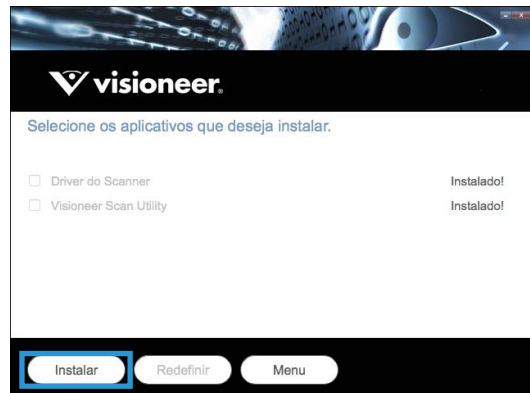 visioneer®
Selecione os aplicativos que deseja instalar.
Driver do Scanner Instalado!
Visioneer Scan Utility Instalado!
Instalar Redefinir Menu